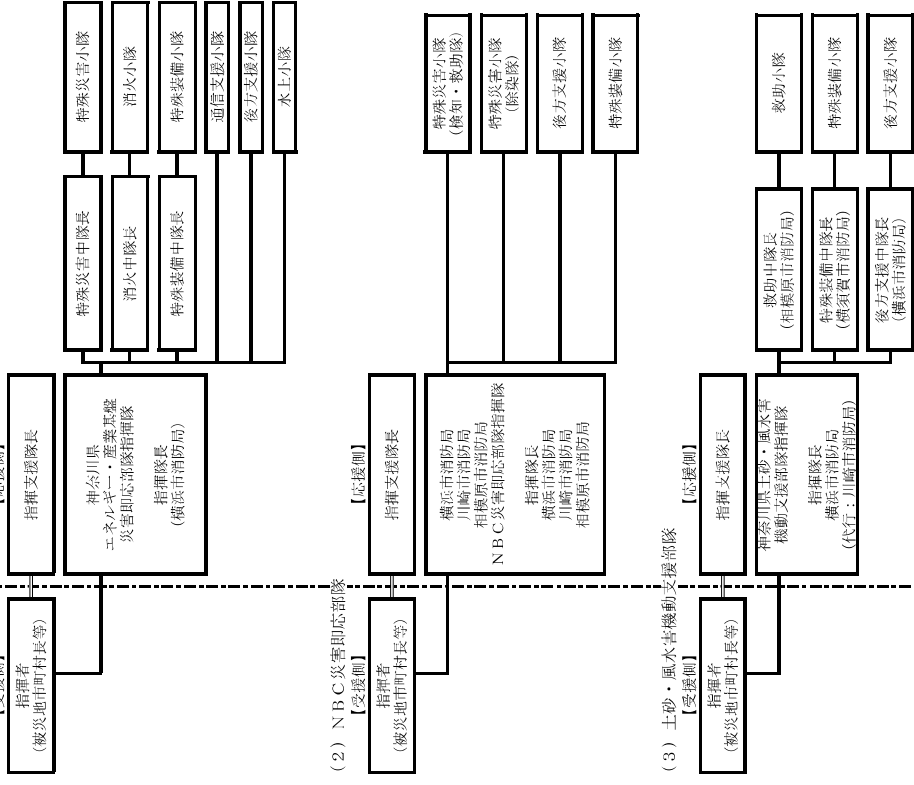 【受援側】
【応援側】
指揮者
(被災地市町村長等)
指揮支援隊長
神奈川県
エネルギー・産業基盤
災害即応部隊指揮隊
指揮隊長
(横浜市消防局)
特殊災害中隊長
消火中隊長
特殊装備中隊長
特殊災害小隊
消火小隊
特殊装備小隊
通信支援小隊
後方支援小隊
水上小隊
(2)NBC災害即応部隊
【受援側】
【応援側】
指揮者
(被災地市町村長等)
指揮支援隊長
横浜市消防局
川崎市消防局
相模原市消防局
NBC災害即応部隊指揮隊
指揮隊長
横浜市消防局
川崎市消防局
相模原市消防局
特殊災害小隊
(検知・救助隊)
特殊災害小隊
(除染隊)
後方支援小隊
特殊装備小隊
(3)土砂・風水害機動支援部隊
【受援側】
【応援側】
指揮者
(被災地市町村長等)
指揮支援隊長
神奈川県土砂・風水害
機動支援部隊指揮隊
指揮隊長
横浜市消防局
(代行：川崎市消防局)
救助中隊長
(相模原市消防局)
特殊装備中隊長
(横須賀市消防局)
後方支援中隊長
(横浜市消防局)
救助小隊
特殊装備小隊
後方支援小隊